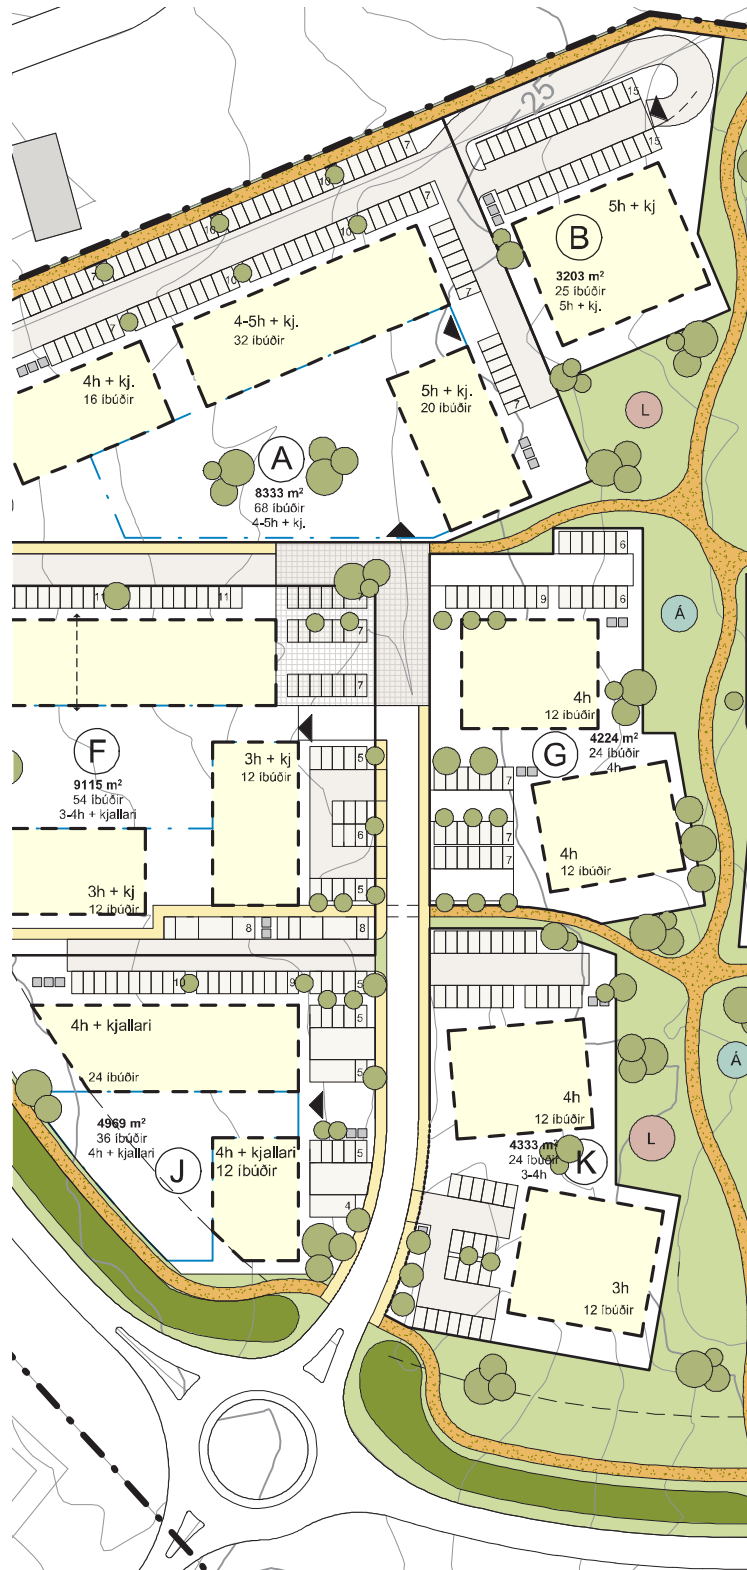 25
15
15
7
5h + kj
B
3203 m²
25 íbúðir
5h + kj.
10
7
10
10
7
10
7
7
7
4-5h + kj.
32 íbúðir
4h + kj.
16 íbúðir
5h + kj.
20 íbúðir
L
A
8333 m²
68 íbúðir
4-5h + kj.
6
11
11
7
9
6
Á
7
7
4h
12 íbúðir
F
9115 m²
54 íbúðir
3-4h + kjallari
3h + kj
12 íbúðir
5
G
4224 m²
24 íbúðir
4h
7
6
7
7
4h
12 íbúðir
3h + kj
12 íbúðir
5
8
8
10
9
5
4h + kjallari
24 íbúðir
5
5
Á
4h
12 íbúðir
4969 m²
36 íbúðir
4h + kjallari
J
4h + kjallari
12 íbúðir
5
4
4333 m²
24 íbúðir
3-4h
K
L
3h
12 íbúðir